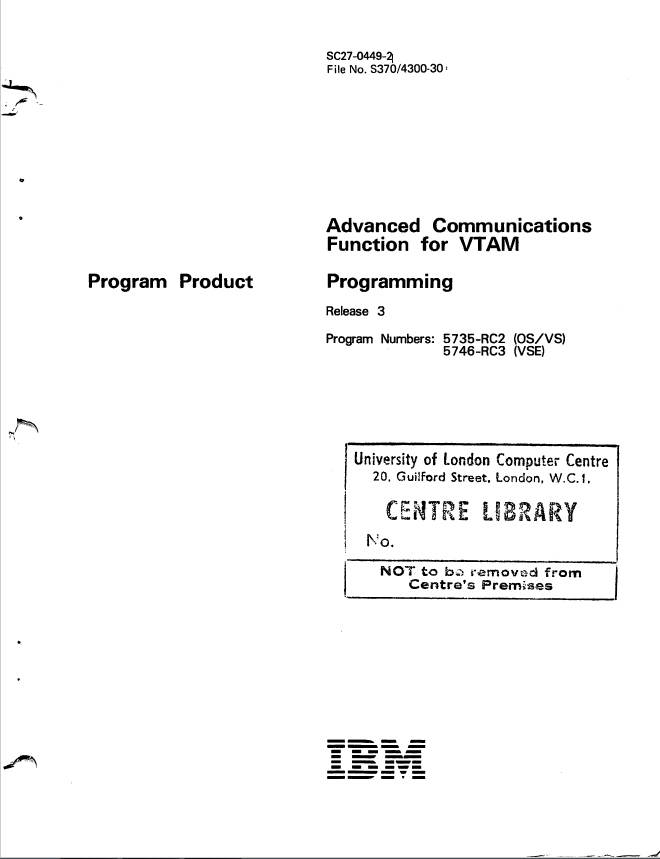 SC27-0449-2
File No. S370/4300-30
Advanced Communications
Function for VTAM
Program Product
Programming
Release 3
Program Numbers: 5735-RC2 (OS/VS)
5746-RC3 (VSE)
University of London Computer Centre
20, Guilford Street, London, W.C.1.
CENTRE LIBRARY
No.
NOT to be removed from
Centre's Premises
IBM